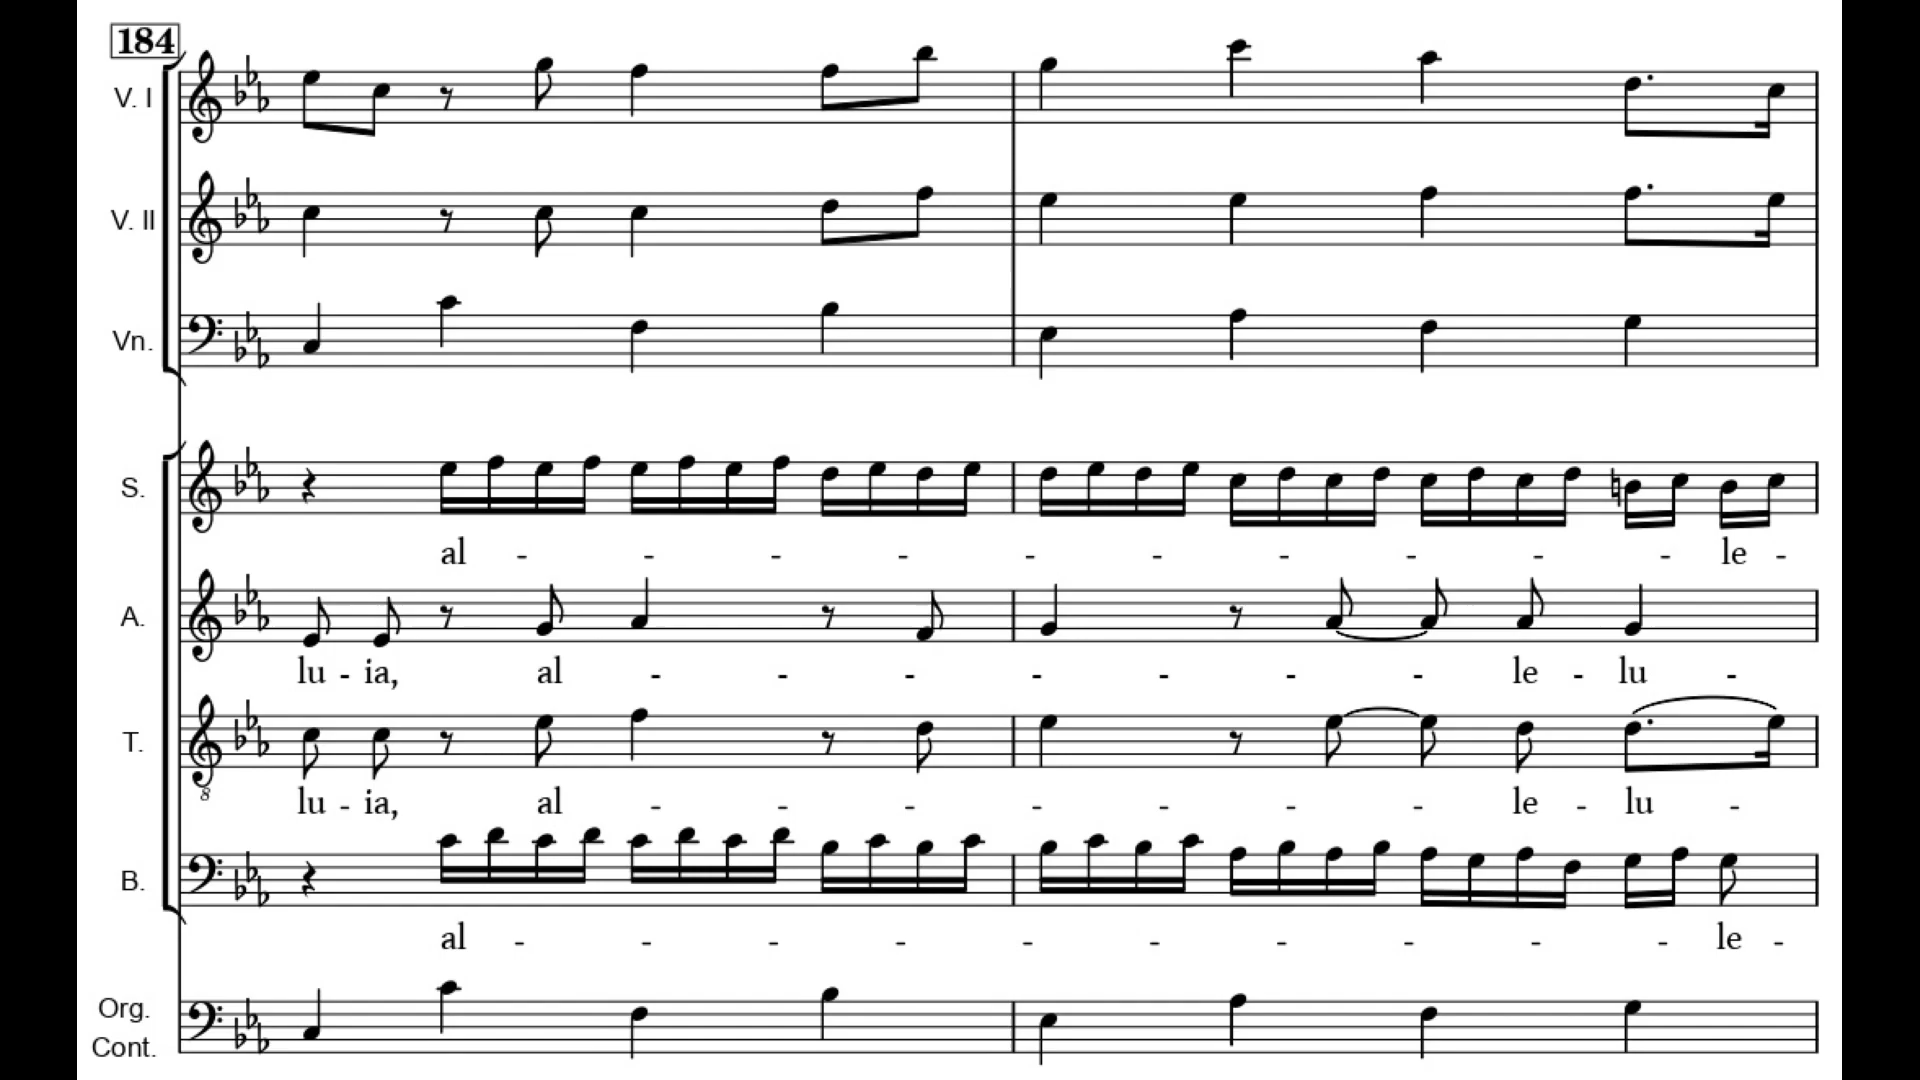 184
V. I
V. II
Vn.
S.
al - - - - - - - - - - le -
A.
lu - ia, al - - - - - - - le - lu -
T.
lu - ia, al - - - - - - - le - lu -
B.
al - - - - - - - - - - le -
Org.
Cont.